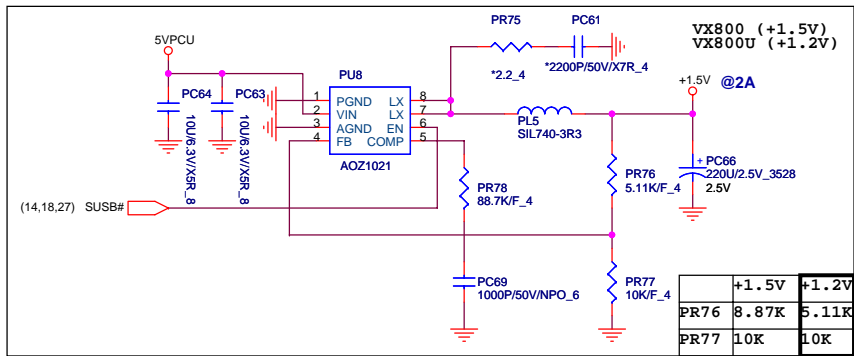 VX800 (+1.5V)
VX800U (+1.2V)
5VPCU
PR75
PC61
*2.2_4
*2200P/50V/X7R_4
+1.5V @2A
PC64
10U/6.3V/X5R_8
PC63
10U/6.3V/X5R_8
PU8
1 PGND LX 8
2 VIN LX 7
3 AGND EN 6
4 FB COMP 5
AOZ1021
PL5
SIL740-3R3
PR76
5.11K/F_4
+ PC66
220U/2.5V_3528
2.5V
PR78
88.7K/F_4
(14,18,27) SUSB#
PC69
1000P/50V/NPO_6
PR77
10K/F_4
+1.5V +1.2V
PR76 8.87K 5.11K
PR77 10K 10K